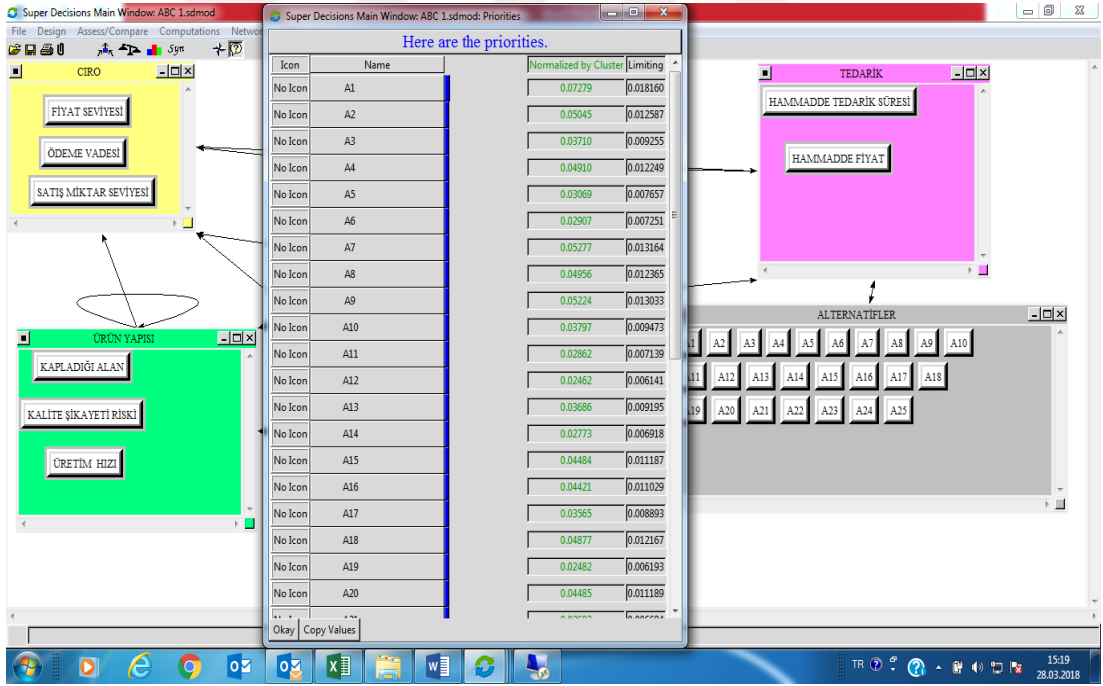 Super Decisions Main Window: ABC 1.sdmod
File Design Assess/Compare Computations Networ
Syn
CIRO
FİYAT SEVİYESİ
ÖDEME VADESİ
SATIŞ MİKTAR SEVİYESİ
ÜRÜN YAPISI
KAPLADIĞI ALAN
KALİTE ŞİKAYETİ RİSKİ
ÜRETİM HIZI
Super Decisions Main Window: ABC 1.sdmod: Priorities
Here are the priorities.
Icon Name Normalized by Cluster Limiting
No Icon A1 0.07279 0.018160
No Icon A2 0.05045 0.012587
No Icon A3 0.03710 0.009255
No Icon A4 0.04910 0.012249
No Icon A5 0.03069 0.007657
No Icon A6 0.02907 0.007251
No Icon A7 0.05277 0.013164
No Icon A8 0.04956 0.012365
No Icon A9 0.05224 0.013033
No Icon A10 0.03797 0.009473
No Icon A11 0.02862 0.007139
No Icon A12 0.02462 0.006141
No Icon A13 0.03686 0.009195
No Icon A14 0.02773 0.006918
No Icon A15 0.04484 0.011187
No Icon A16 0.04421 0.011029
No Icon A17 0.03565 0.008893
No Icon A18 0.04877 0.012167
No Icon A19 0.02482 0.006193
No Icon A20 0.04485 0.011189
Okay Copy Values
TEDARİK
HAMMADDE TEDARİK SÜRESİ
HAMMADDE FİYAT
ALTERNATİFLER
A2 A3 A4 A5 A6 A7 A8 A9 A10
A12 A13 A14 A15 A16 A17 A18
A20 A21 A22 A23 A24 A25
TR
15:19
28.03.2018